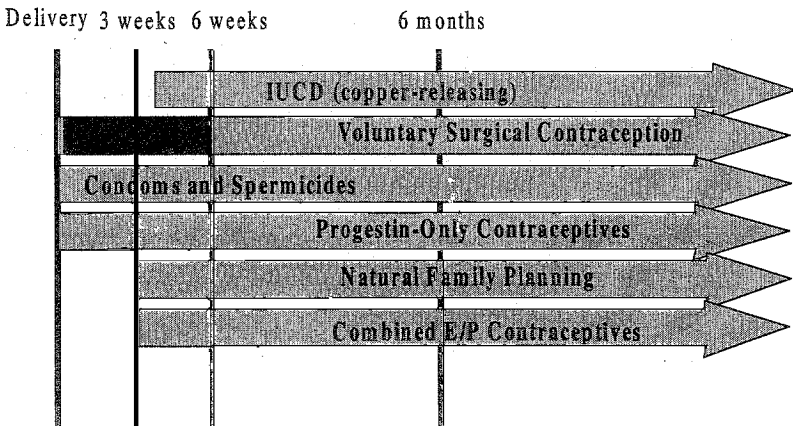 Delivery 3 weeks 6 weeks 6 months
IUCD (copper-releasing)
Voluntary Surgical Contraception
Condoms and Spermicides
Progestin-Only Contraceptives
Natural Family Planning
Combined E/P Contraceptives